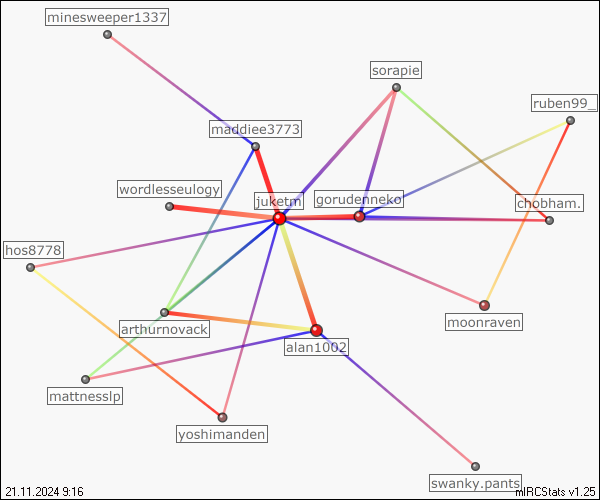 minesweeper1337
sorapie
ruben99_
maddiee3773
wordlesseulogy
juketm
gorudenneko
chobham.
hos8778
arthurnovack
moonraven
alan1002
mattnesslp
yoshimanden
swanky.pants
21.11.2024 9:16
mIRCStats v1.25